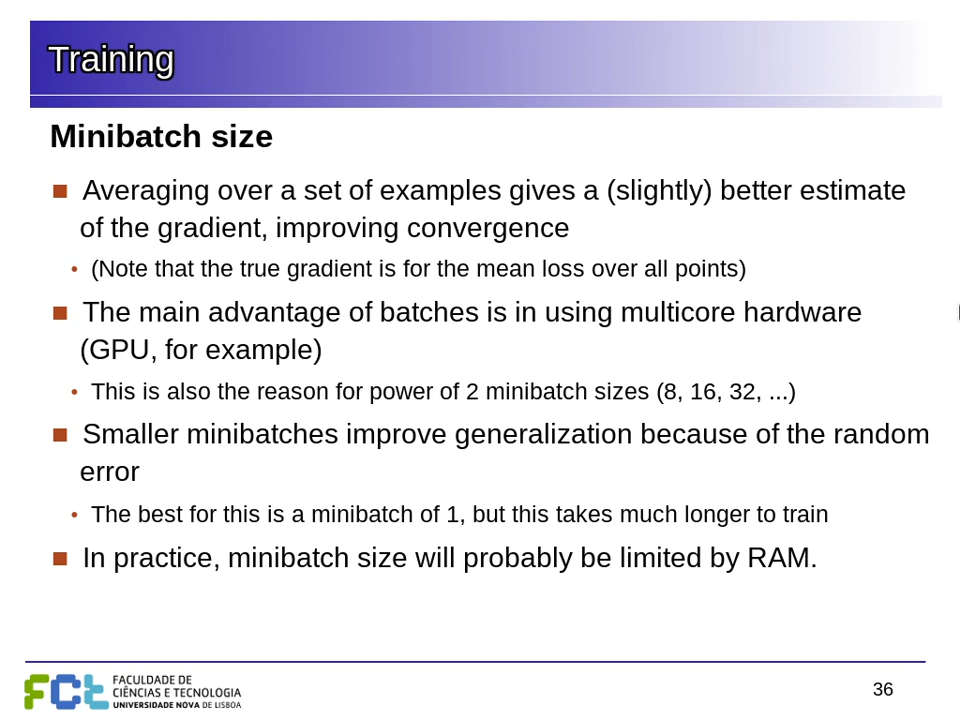 Training
Minibatch size
■ Averaging over a set of examples gives a (slightly) better estimate
of the gradient, improving convergence
• (Note that the true gradient is for the mean loss over all points)
■ The main advantage of batches is in using multicore hardware
(GPU, for example)
• This is also the reason for power of 2 minibatch sizes (8, 16, 32, ...)
■ Smaller minibatches improve generalization because of the random
error
• The best for this is a minibatch of 1, but this takes much longer to train
■ In practice, minibatch size will probably be limited by RAM.
FCt
FACULDADE DE
CIÊNCIAS E TECNOLOGIA
UNIVERSIDADE NOVA DE LISBOA
36